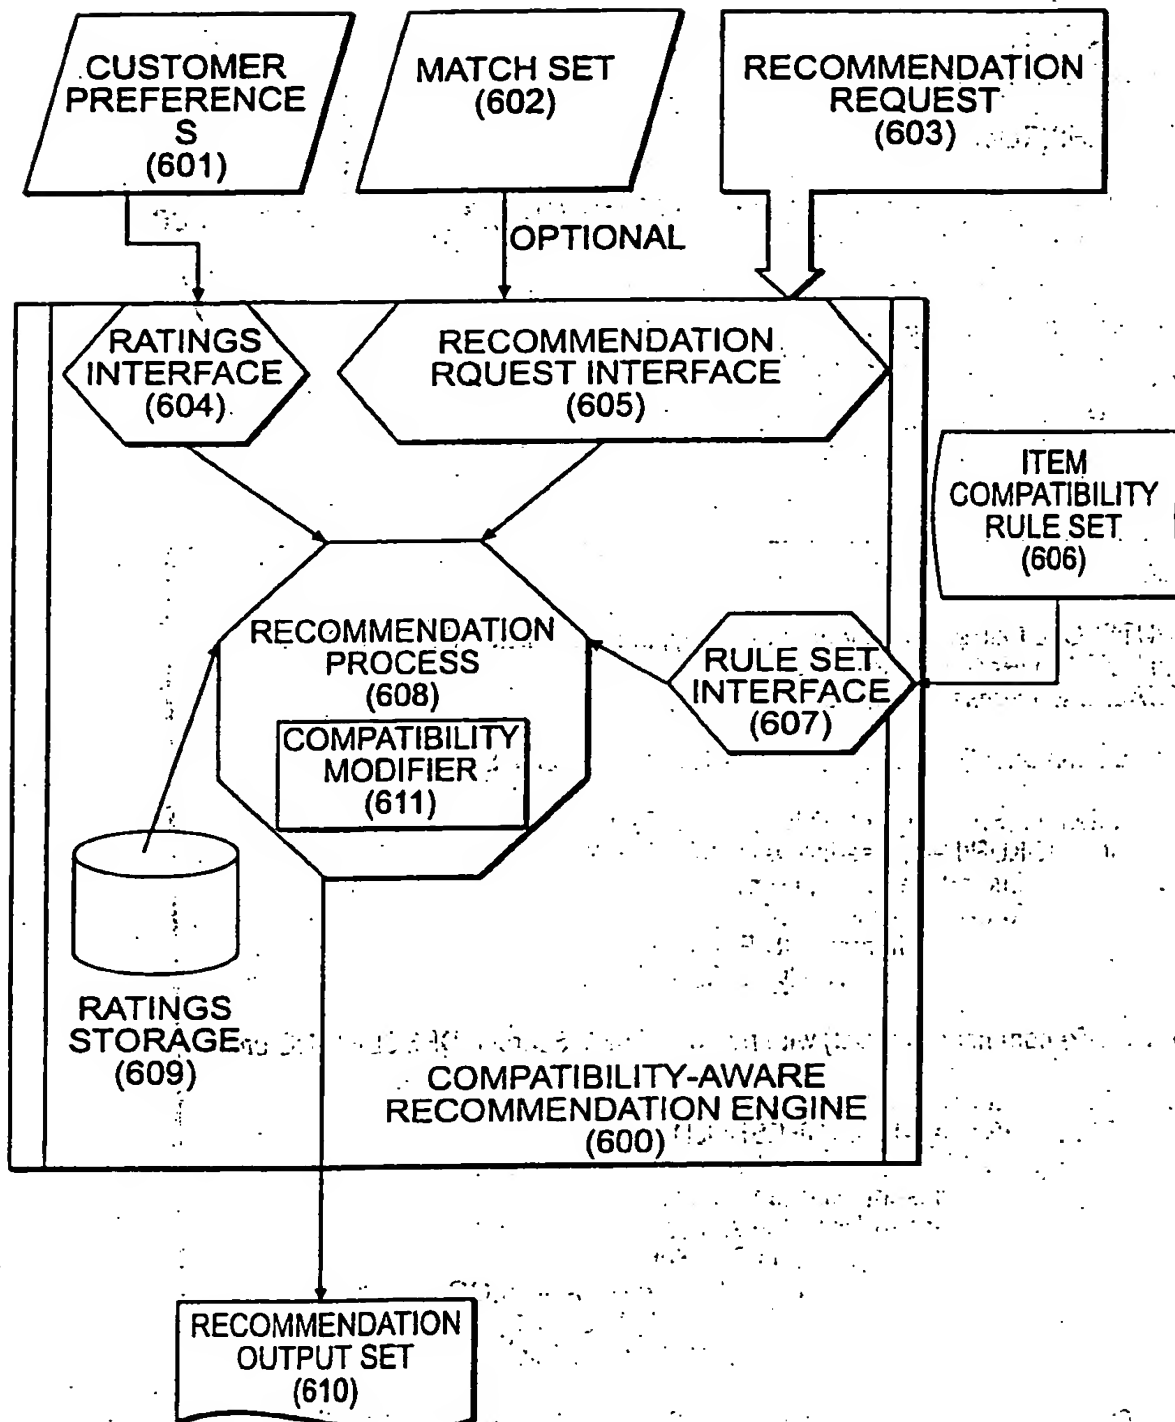 CUSTOMER
PREFERENCE
S
(601)
MATCH SET
(602)
RECOMMENDATION
REQUEST
(603)
OPTIONAL
RATINGS
INTERFACE
(604)
RECOMMENDATION
RQUEST INTERFACE
(605)
ITEM
COMPATIBILITY
RULE SET
(606)
RECOMMENDATION
PROCESS
(608)
COMPATIBILITY
MODIFIER
(611)
RULE SET
INTERFACE
(607)
RATINGS
STORAGE
(609)
COMPATIBILITY-AWARE
RECOMMENDATION ENGINE
(600)
RECOMMENDATION
OUTPUT SET
(610)